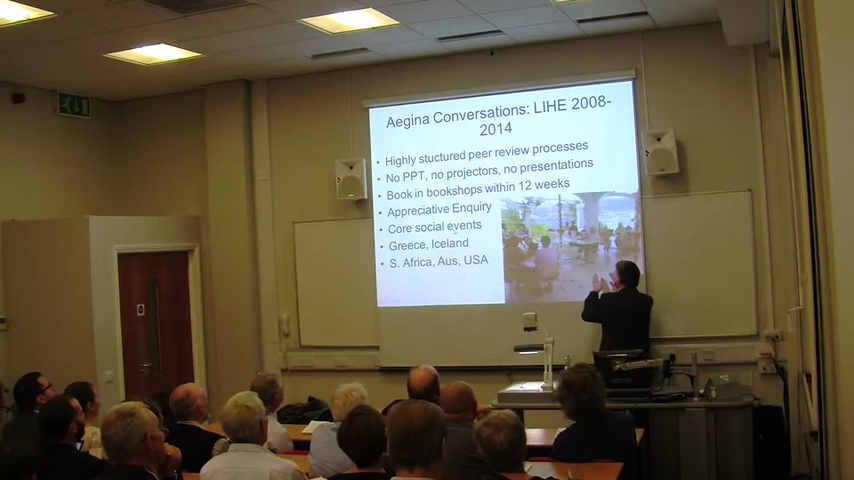 Aegina Conversations: LIHE 2008-
2014
• Highly stuctured peer review processes
• No PPT, no projectors, no presentations
• Book in bookshops within 12 weeks
• Appreciative Enquiry
• Core social events
• Greece, Iceland
• S. Africa, Aus, USA